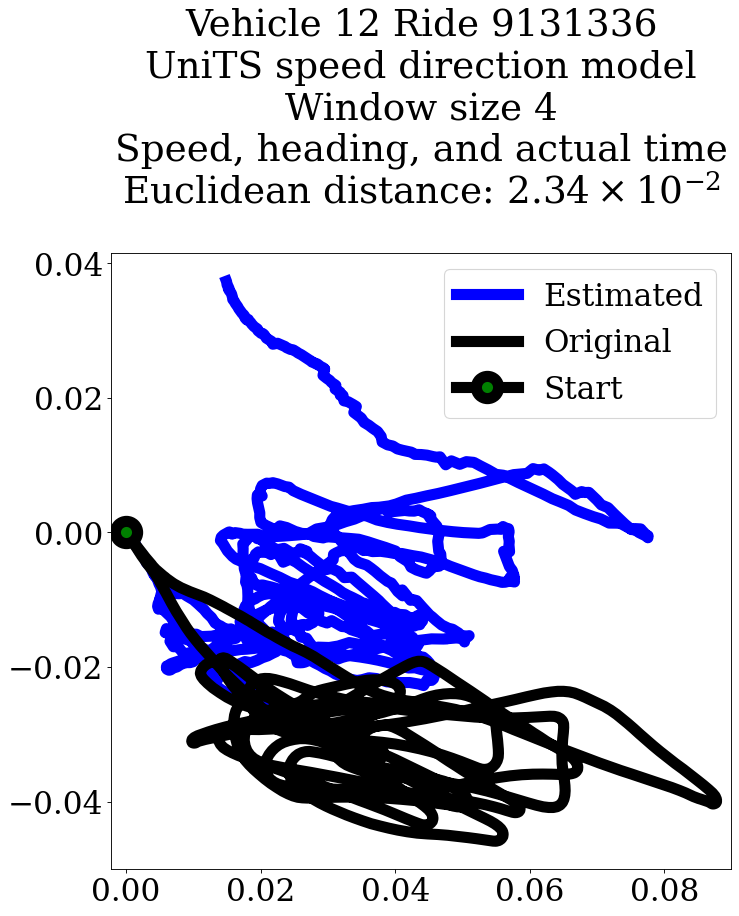 Vehicle 12 Ride 9131336
UniTS speed direction model
Window size 4
Speed, heading, and actual time
Euclidean distance: 2.34 × 10⁻²
0.04
0.02
0.00
−0.02
−0.04
Estimated
Original
Start
0.00 0.02 0.04 0.06 0.08